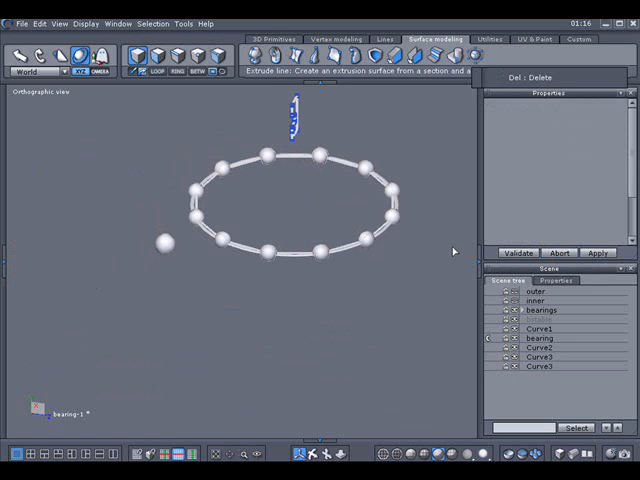 File Edit View Display Window Selection Tools Help
01:16
3D Primitives Vertex modeling Lines Surface modeling Utilities UV & Paint Custom
World XYZ CAMERA LOOP RING BETW
Extrude line: Create an extrusion surface from a section and a
Del : Delete
Orthographic view
Properties
Validate Abort Apply
Scene
Scene tree Properties
outer
inner
bearings
Curve1
bearing
Curve2
Curve3
Curve3
Select
bearing-1 *